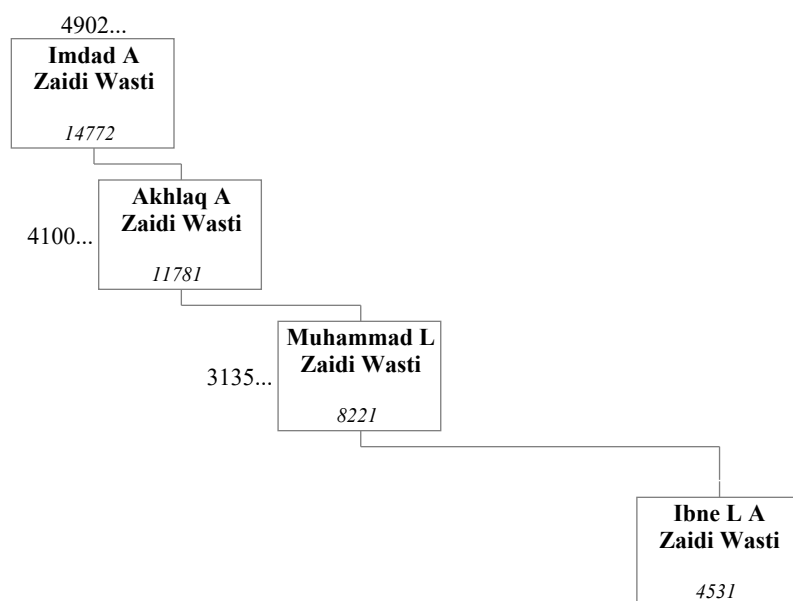 4902...
Imdad A
Zaidi Wasti
14772
Akhlaq A
Zaidi Wasti
4100...
11781
Muhammad L
Zaidi Wasti
3135...
8221
Ibne L A
Zaidi Wasti
4531